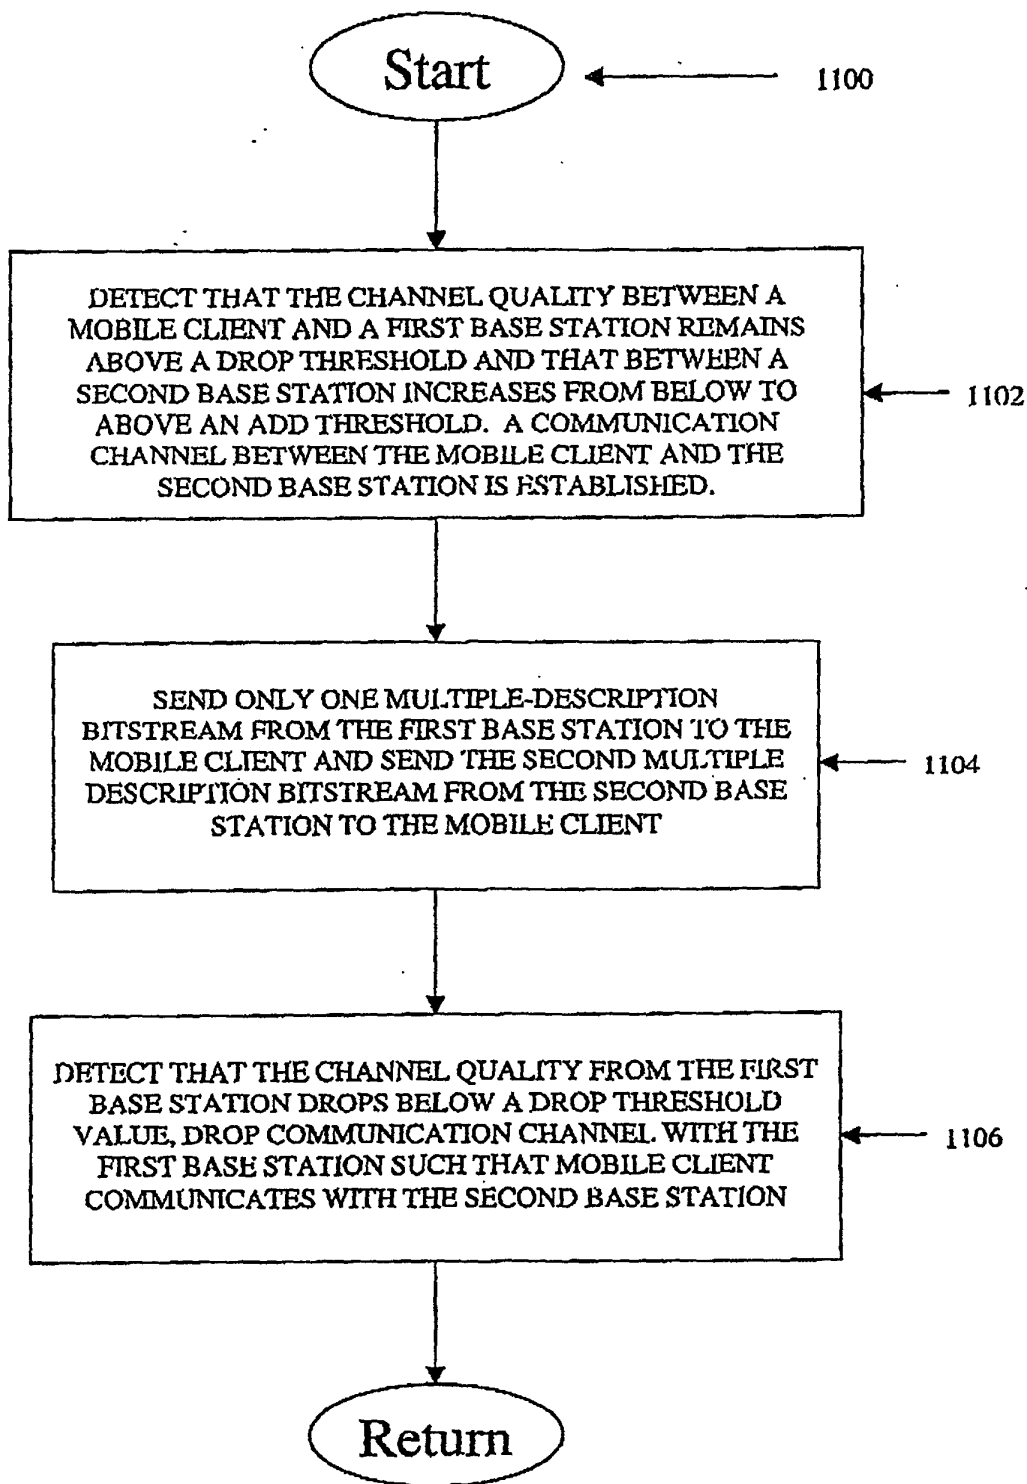 Start
1100
DETECT THAT THE CHANNEL QUALITY BETWEEN A
MOBILE CLIENT AND A FIRST BASE STATION REMAINS
ABOVE A DROP THRESHOLD AND THAT BETWEEN A
SECOND BASE STATION INCREASES FROM BELOW TO
ABOVE AN ADD THRESHOLD. A COMMUNICATION
CHANNEL BETWEEN THE MOBILE CLIENT AND THE
SECOND BASE STATION IS ESTABLISHED.
1102
SEND ONLY ONE MULTIPLE-DESCRIPTION
BITSTREAM FROM THE FIRST BASE STATION TO THE
MOBILE CLIENT AND SEND THE SECOND MULTIPLE
DESCRIPTION BITSTREAM FROM THE SECOND BASE
STATION TO THE MOBILE CLIENT
1104
DETECT THAT THE CHANNEL QUALITY FROM THE FIRST
BASE STATION DROPS BELOW A DROP THRESHOLD
VALUE, DROP COMMUNICATION CHANNEL WITH THE
FIRST BASE STATION SUCH THAT MOBILE CLIENT
COMMUNICATES WITH THE SECOND BASE STATION
1106
Return